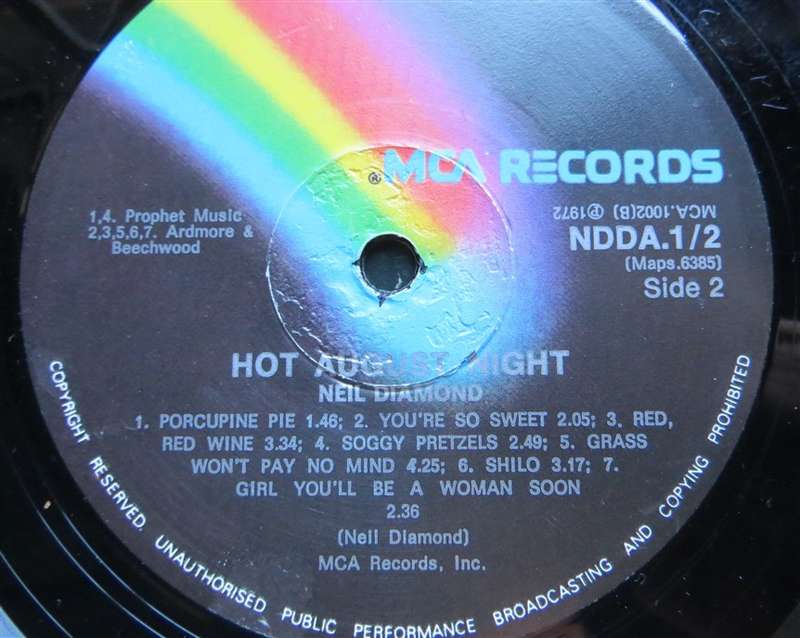 ® MCA RECORDS
1,4. Prophet Music
2,3,5,6,7. Ardmore &
Beechwood
MCA.1002(B) Ⓟ1972
NDDA.1/2
(Maps.6385)
Side 2
HOT AUGUST NIGHT
NEIL DIAMOND
1. PORCUPINE PIE 1.46; 2. YOU'RE SO SWEET 2.05; 3. RED,
RED WINE 3.34; 4. SOGGY PRETZELS 2.49; 5. GRASS
WON'T PAY NO MIND 4.25; 6. SHILO 3.17; 7.
GIRL YOU'LL BE A WOMAN SOON
2.36
(Neil Diamond)
MCA Records, Inc.
COPYRIGHT RESERVED. UNAUTHORISED PUBLIC PERFORMANCE BROADCASTING AND COPYING PROHIBITED